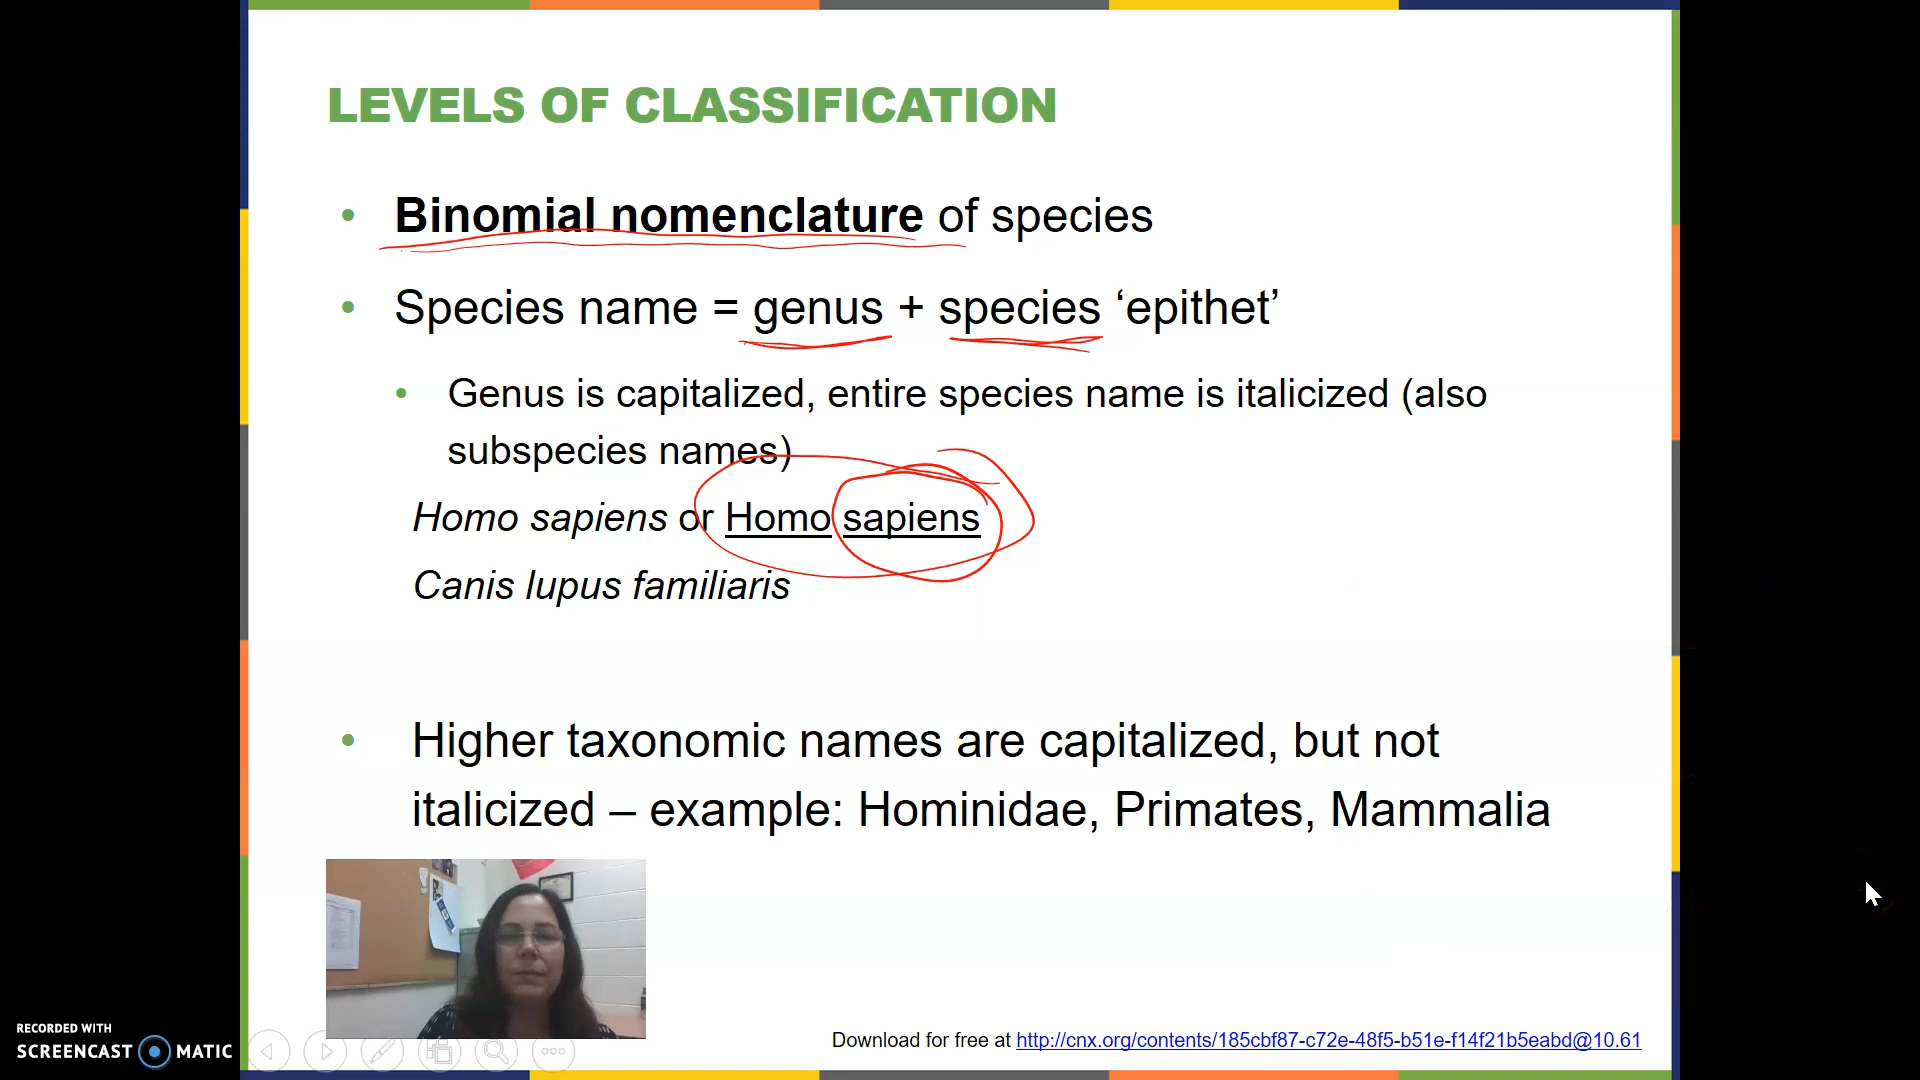 LEVELS OF CLASSIFICATION
• Binomial nomenclature of species
• Species name = genus + species ‘epithet’
• Genus is capitalized, entire species name is italicized (also
subspecies names)
Homo sapiens or Homo sapiens
Canis lupus familiaris
• Higher taxonomic names are capitalized, but not
italicized – example: Hominidae, Primates, Mammalia
RECORDED WITH
SCREENCAST MATIC
Download for free at http://cnx.org/contents/185cbf87-c72e-48f5-b51e-f14f21b5eabd@10.61